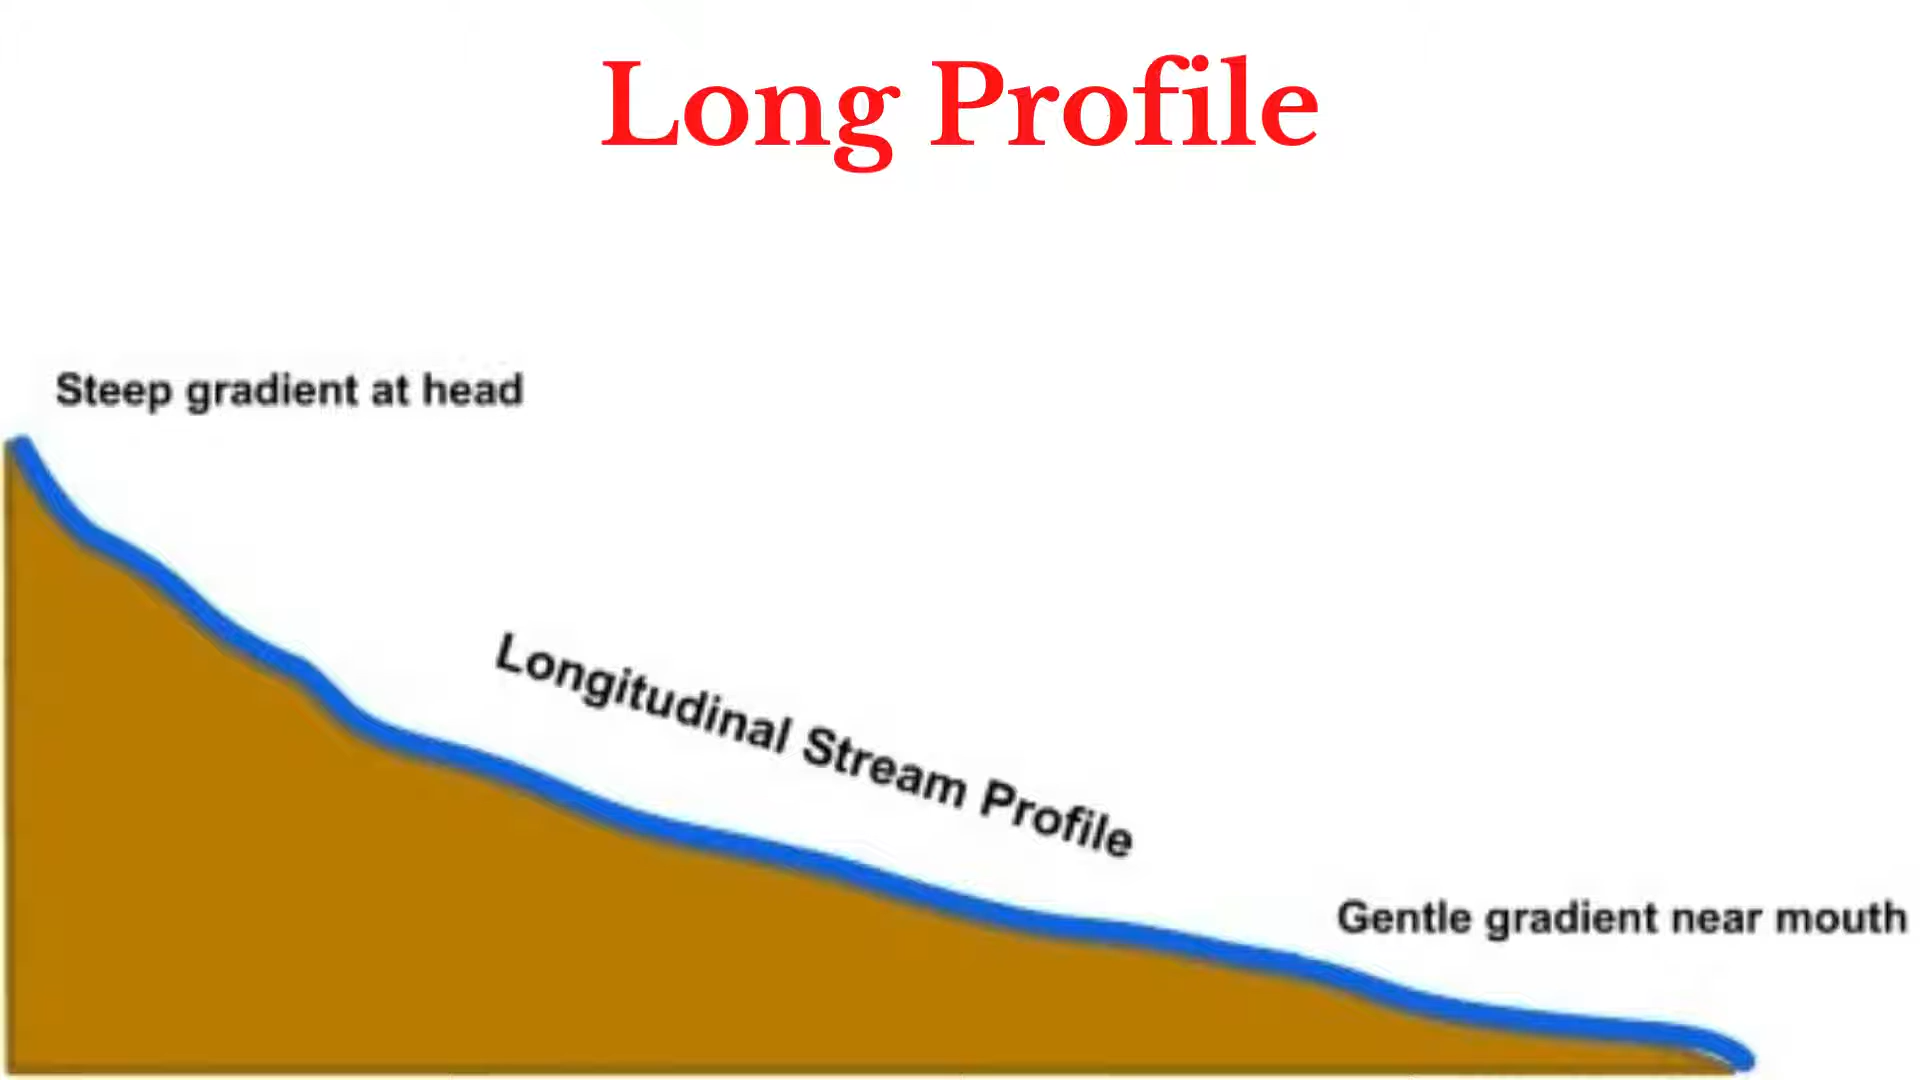 Long Profile
Steep gradient at head
Longitudinal Stream Profile
Gentle gradient near mouth